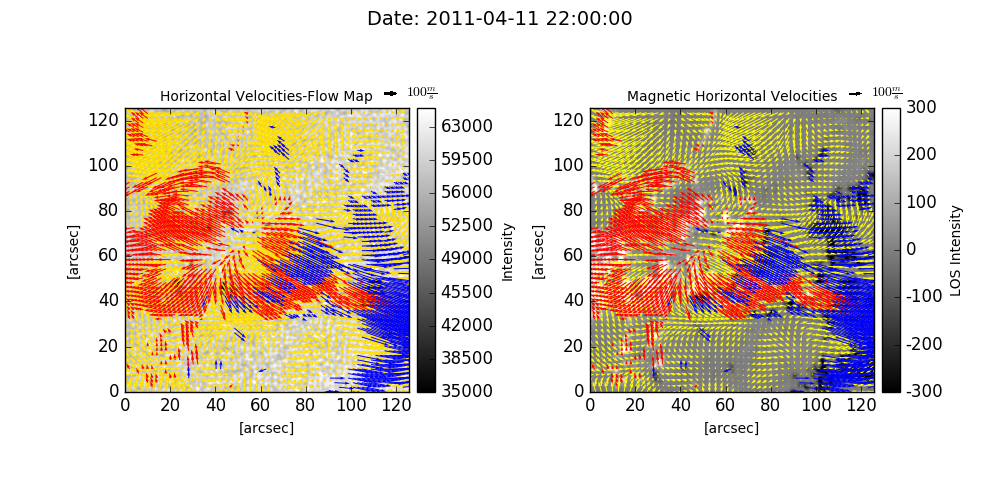 Date: 2011-04-11 22:00:00
Horizontal Velocities-Flow Map
100 m/s
120
100
80
60
40
20
0
[arcsec]
0 20 40 60 80 100 120
[arcsec]
63000
59500
56000
52500
49000
45500
42000
38500
35000
Intensity
Magnetic Horizontal Velocities
100 m/s
120
100
80
60
40
20
0
[arcsec]
0 20 40 60 80 100 120
[arcsec]
300
200
100
0
-100
-200
-300
LOS Intensity